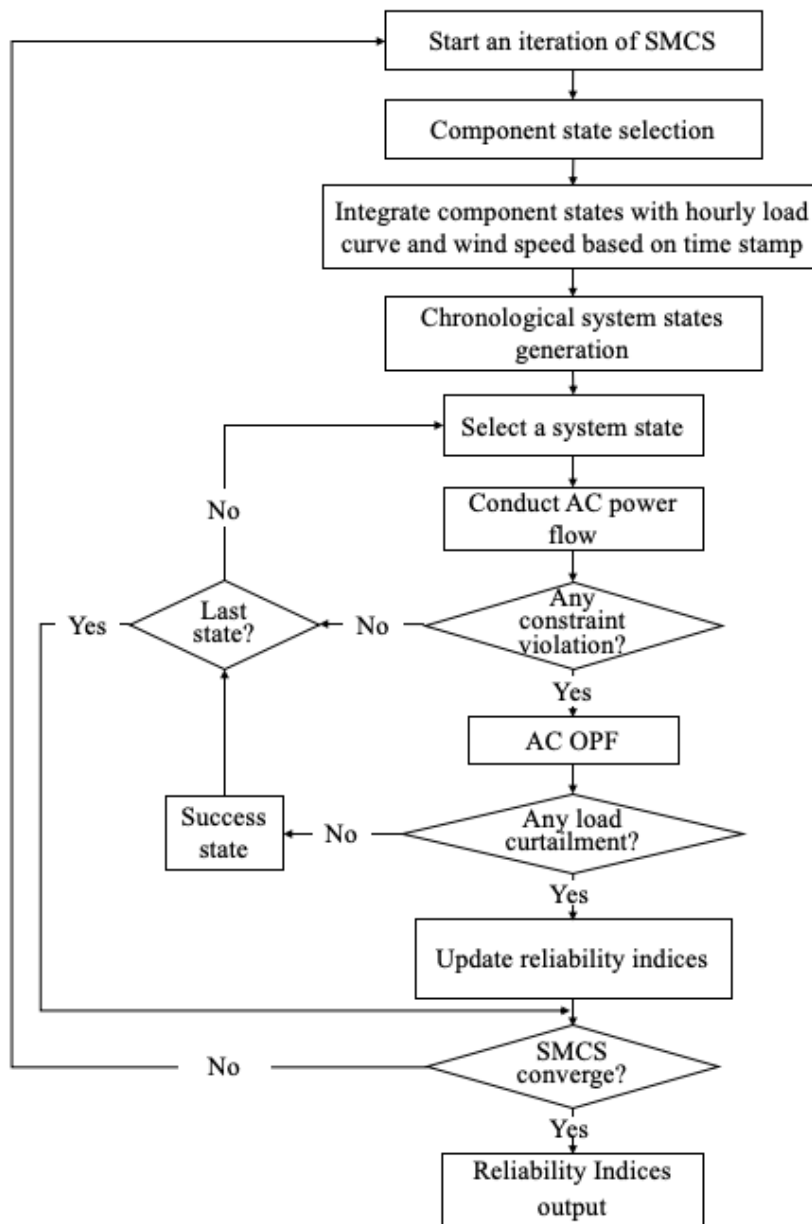 Start an iteration of SMCS
Component state selection
Integrate component states with hourly load
curve and wind speed based on time stamp
Chronological system states
generation
Select a system state
Conduct AC power
flow
No
Any
constraint
violation?
No
Last
state?
Yes
Yes
AC OPF
Any load
curtailment?
No
Success
state
Yes
Update reliability indices
SMCS
converge?
No
Yes
Reliability Indices
output